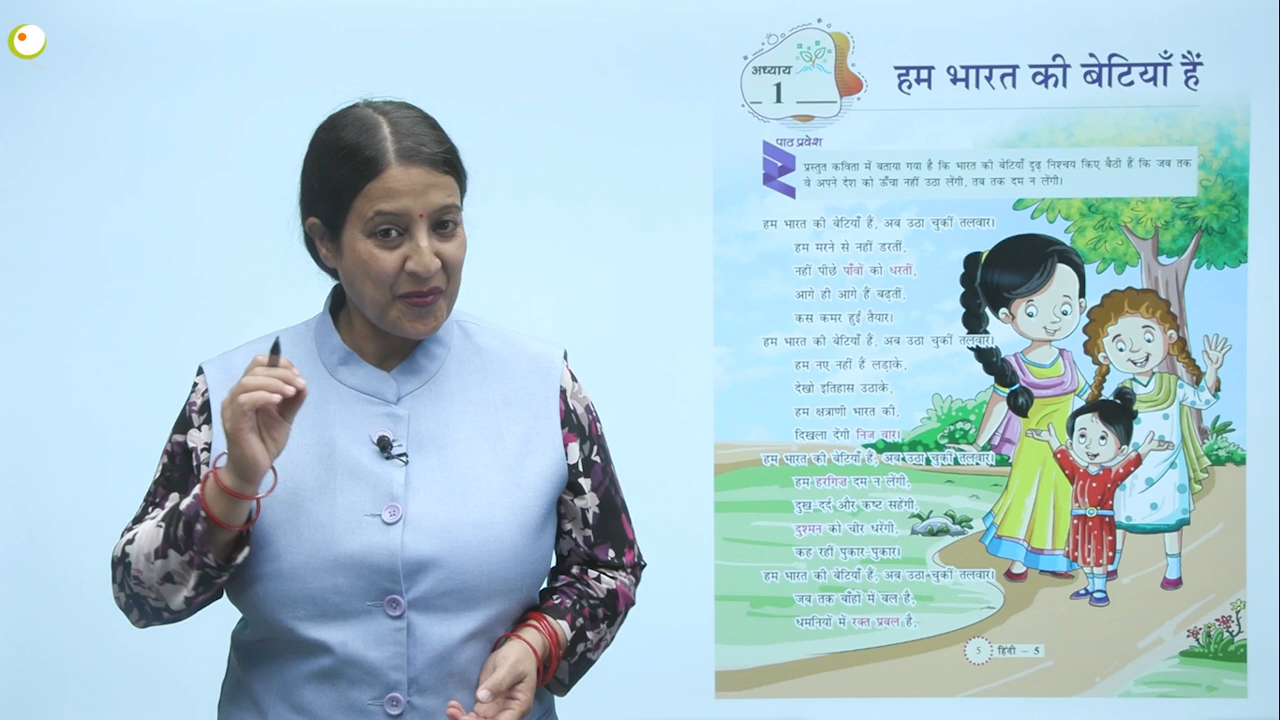 अध्याय
1
हम भारत की बेटियाँ हैं
पाठ प्रवेश
प्रस्तुत कविता में बताया गया है कि भारत की बेटियाँ दृढ़ निश्चय किए बैठी हैं कि जब तक
वे अपने देश को ऊँचा नहीं उठा लेंगी, तब तक दम न लेंगी।
हम भारत की बेटियाँ हैं, अब उठा चुकीं तलवार।
हम मरने से नहीं डरतीं,
नहीं पीछे पाँवों को धरतीं,
आगे ही आगे हैं बढ़तीं,
कस कमर हुईं तैयार।
हम भारत की बेटियाँ हैं, अब उठा चुकीं तलवार।
हम नए नहीं हैं लड़ाके,
देखो इतिहास उठाके,
हम क्षत्राणी भारत की,
दिखला देंगी निज वार।
हम भारत की बेटियाँ हैं, अब उठा चुकीं तलवार।
हम हरगिज़ दम न लेंगी,
दुख-दर्द और कष्ट सहेंगी,
दुश्मन को चीर धरेंगी,
कह रहीं पुकार-पुकार।
हम भारत की बेटियाँ हैं, अब उठा चुकीं तलवार।
जब तक बाँहों में बल है,
धमनियों में रक्त प्रबल है,
5 हिंदी – 5